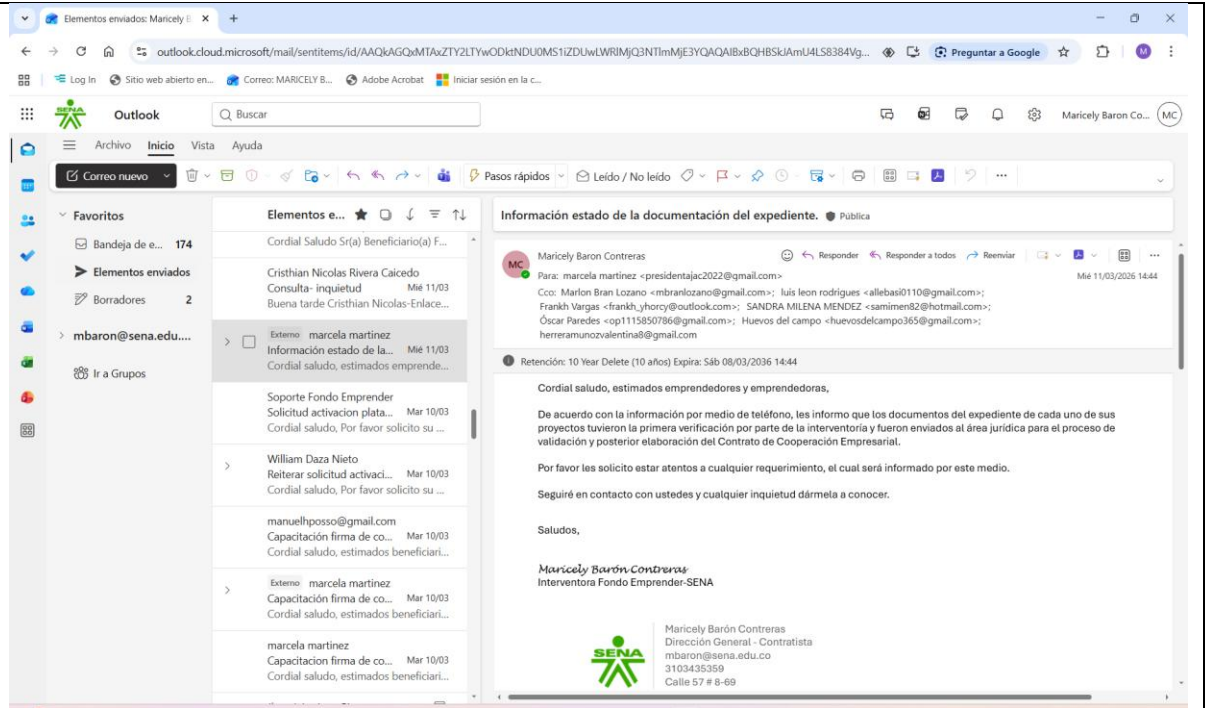 Elementos enviados: Maricely B
outlook.cloud.microsoft/mail/sentitems/id/AAQkAGQxMTAxZTY2LTYwODktNDU0MS1iZDUwLWRlMjQ3NTlmMjE3YQAQAIBxBQHBSkJAmU4LS8384Vg...
Preguntar a Google
M
Log In
Sitio web abierto en...
Correo: MARICELY B...
Adobe Acrobat
Iniciar sesión en la c...
SENA
Outlook
Buscar
Maricely Baron Co...
MC
Archivo Inicio Vista Ayuda
Correo nuevo
Pasos rápidos
Leído / No leído
Favoritos
Bandeja de e... 174
Elementos enviados
Borradores 2
mbaron@sena.edu....
Ir a Grupos
Elementos e...
Cordial Saludo Sr(a) Beneficiario(a) F...
Cristhian Nicolas Rivera Caicedo
Consulta- inquietud Mié 11/03
Buena tarde Cristhian Nicolas-Enlace...
Externo marcela martinez
Información estado de la... Mié 11/03
Cordial saludo, estimados emprende...
Soporte Fondo Emprender
Solicitud activacion plata... Mar 10/03
Cordial saludo, Por favor solicito su ...
William Daza Nieto
Reiterar solicitud activaci... Mar 10/03
Cordial saludo, Por favor solicito su ...
manuelhposso@gmail.com
Capacitación firma de co... Mar 10/03
Cordial saludo, estimados beneficiari...
Externo marcela martinez
Capacitación firma de co... Mar 10/03
Cordial saludo, estimados beneficiari...
marcela martinez
Capacitacion firma de co... Mar 10/03
Cordial saludo, estimados beneficiari...
Información estado de la documentación del expediente. Pública
MC
Maricely Baron Contreras
Responder
Responder a todos
Reenviar
Para: marcela martinez <presidentajac2022@gmail.com>
Mié 11/03/2026 14:44
Cco: Marlon Bran Lozano <mbranlozano@gmail.com>; luis leon rodrigues <allebasi0110@gmail.com>;
Frankh Vargas <frankh_yhorcy@outlook.com>; SANDRA MILENA MENDEZ <samimen82@hotmail.com>;
Óscar Paredes <op1115850786@gmail.com>; Huevos del campo <huevosdelcampo365@gmail.com>;
herreramunozvalentina8@gmail.com
Retención: 10 Year Delete (10 años) Expira: Sáb 08/03/2036 14:44
Cordial saludo, estimados emprendedores y emprendedoras,
De acuerdo con la información por medio de teléfono, les informo que los documentos del expediente de cada uno de sus
proyectos tuvieron la primera verificación por parte de la interventoría y fueron enviados al área jurídica para el proceso de
validación y posterior elaboración del Contrato de Cooperación Empresarial.
Por favor les solicito estar atentos a cualquier requerimiento, el cual será informado por este medio.
Seguiré en contacto con ustedes y cualquier inquietud dármela a conocer.
Saludos,
Maricely Barón Contreras
Interventora Fondo Emprender-SENA
SENA
Maricely Barón Contreras
Dirección General - Contratista
mbaron@sena.edu.co
3103435359
Calle 57 # 8-69